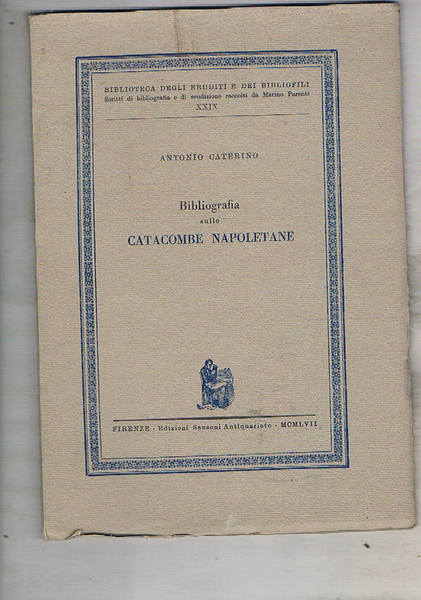 BIBLIOTECA DEGLI ERUDITI E DEI BIBLIOFILI
Scritti di bibliografia e di erudizione raccolti da Marino Parenti
XXIX
ANTONIO CATERINO
Bibliografia
sulle
CATACOMBE NAPOLETANE
FIRENZE - Edizioni Sansoni Antiquariato - MCMLVII